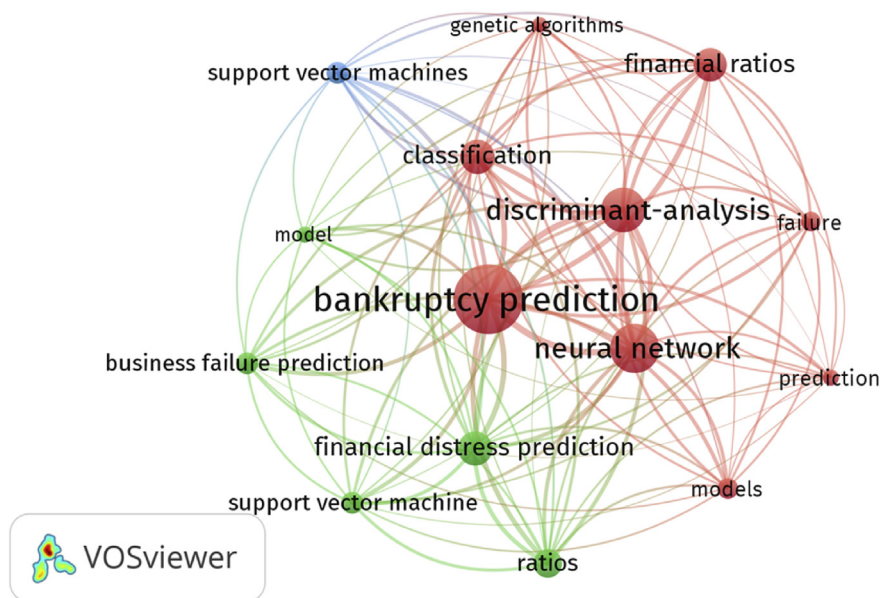 genetic algorithms
support vector machines
financial ratios
classification
discriminant-analysis
failure
model
bankruptcy prediction
neural network
business failure prediction
prediction
financial distress prediction
models
support vector machine
VOSviewer
ratios